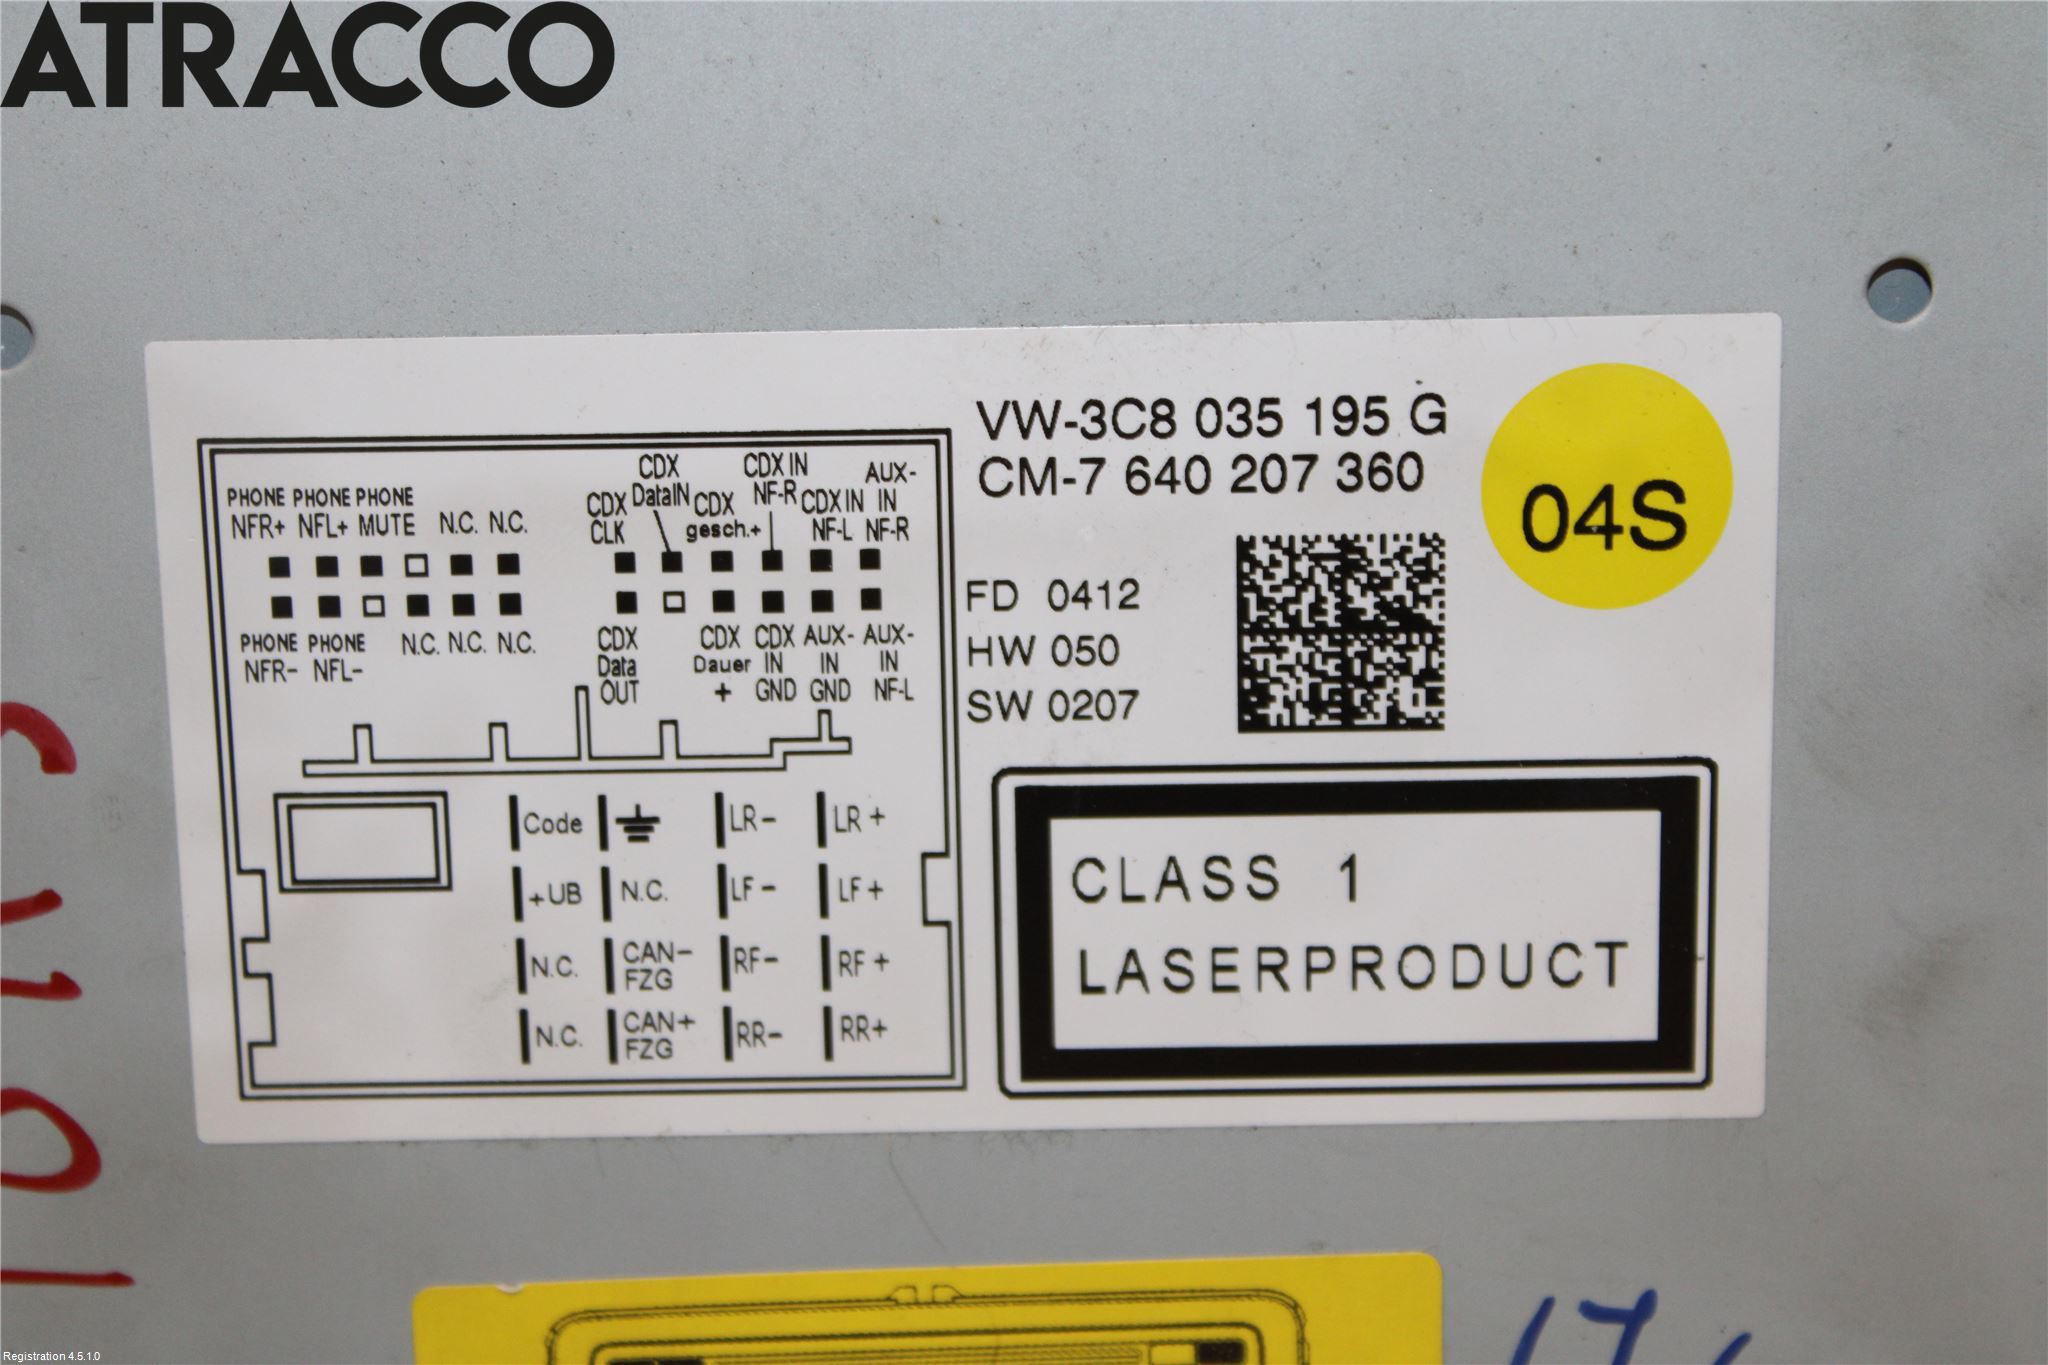 ATRACCO
VW-3C8 035 195 G
CM-7 640 207 360
04S
FD 0412
HW 050
SW 0207
CLASS 1
LASERPRODUCT
PHONE PHONE PHONE
NFR+ NFL+ MUTE N.C. N.C.
PHONE PHONE
NFR- NFL- N.C. N.C. N.C.
CDX CLK
CDX DataIN
CDX gesch.+
CDX IN NF-R
CDX IN NF-L
AUX-IN NF-R
CDX Data OUT
CDX Dauer +
CDX IN GND
AUX-IN GND
AUX-IN NF-L
Code LR- LR+
+UB N.C. LF- LF+
N.C. CAN- FZG RF- RF+
N.C. CAN+ FZG RR- RR+
Registration 4.5.1.0